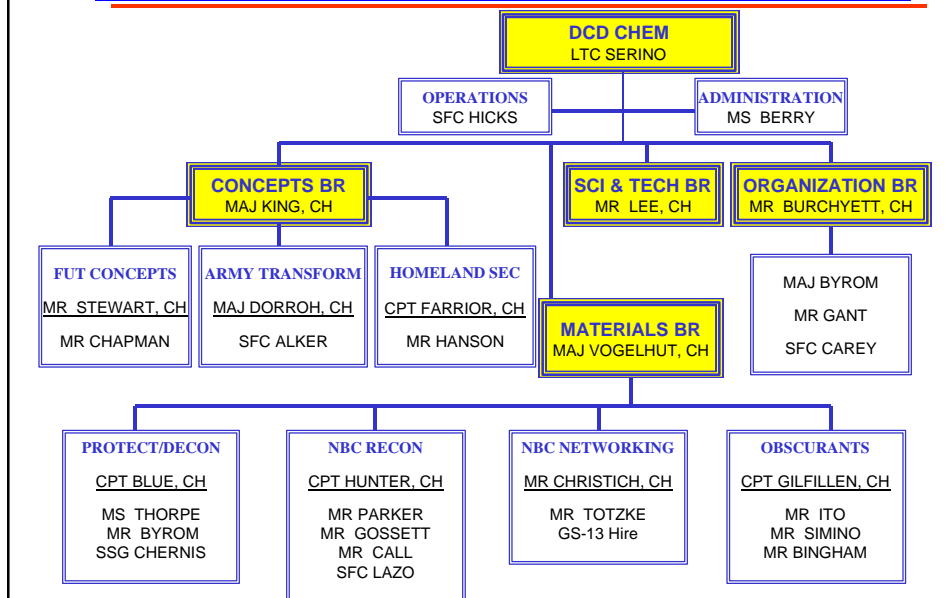 DCD CHEM
LTC SERINO
OPERATIONS
SFC HICKS
ADMINISTRATION
MS BERRY
CONCEPTS BR
MAJ KING, CH
SCI & TECH BR
MR LEE, CH
ORGANIZATION BR
MR BURCHYETT, CH
FUT CONCEPTS
MR STEWART, CH
MR CHAPMAN
ARMY TRANSFORM
MAJ DORROH, CH
SFC ALKER
HOMELAND SEC
CPT FARRIOR, CH
MR HANSON
MAJ BYROM
MR GANT
SFC CAREY
MATERIALS BR
MAJ VOGELHUT, CH
PROTECT/DECON
CPT BLUE, CH
MS THORPE
MR BYROM
SSG CHERNIS
NBC RECON
CPT HUNTER, CH
MR PARKER
MR GOSSETT
MR CALL
SFC LAZO
NBC NETWORKING
MR CHRISTICH, CH
MR TOTZKE
GS-13 Hire
OBSCURANTS
CPT GILFILLEN, CH
MR ITO
MR SIMINO
MR BINGHAM